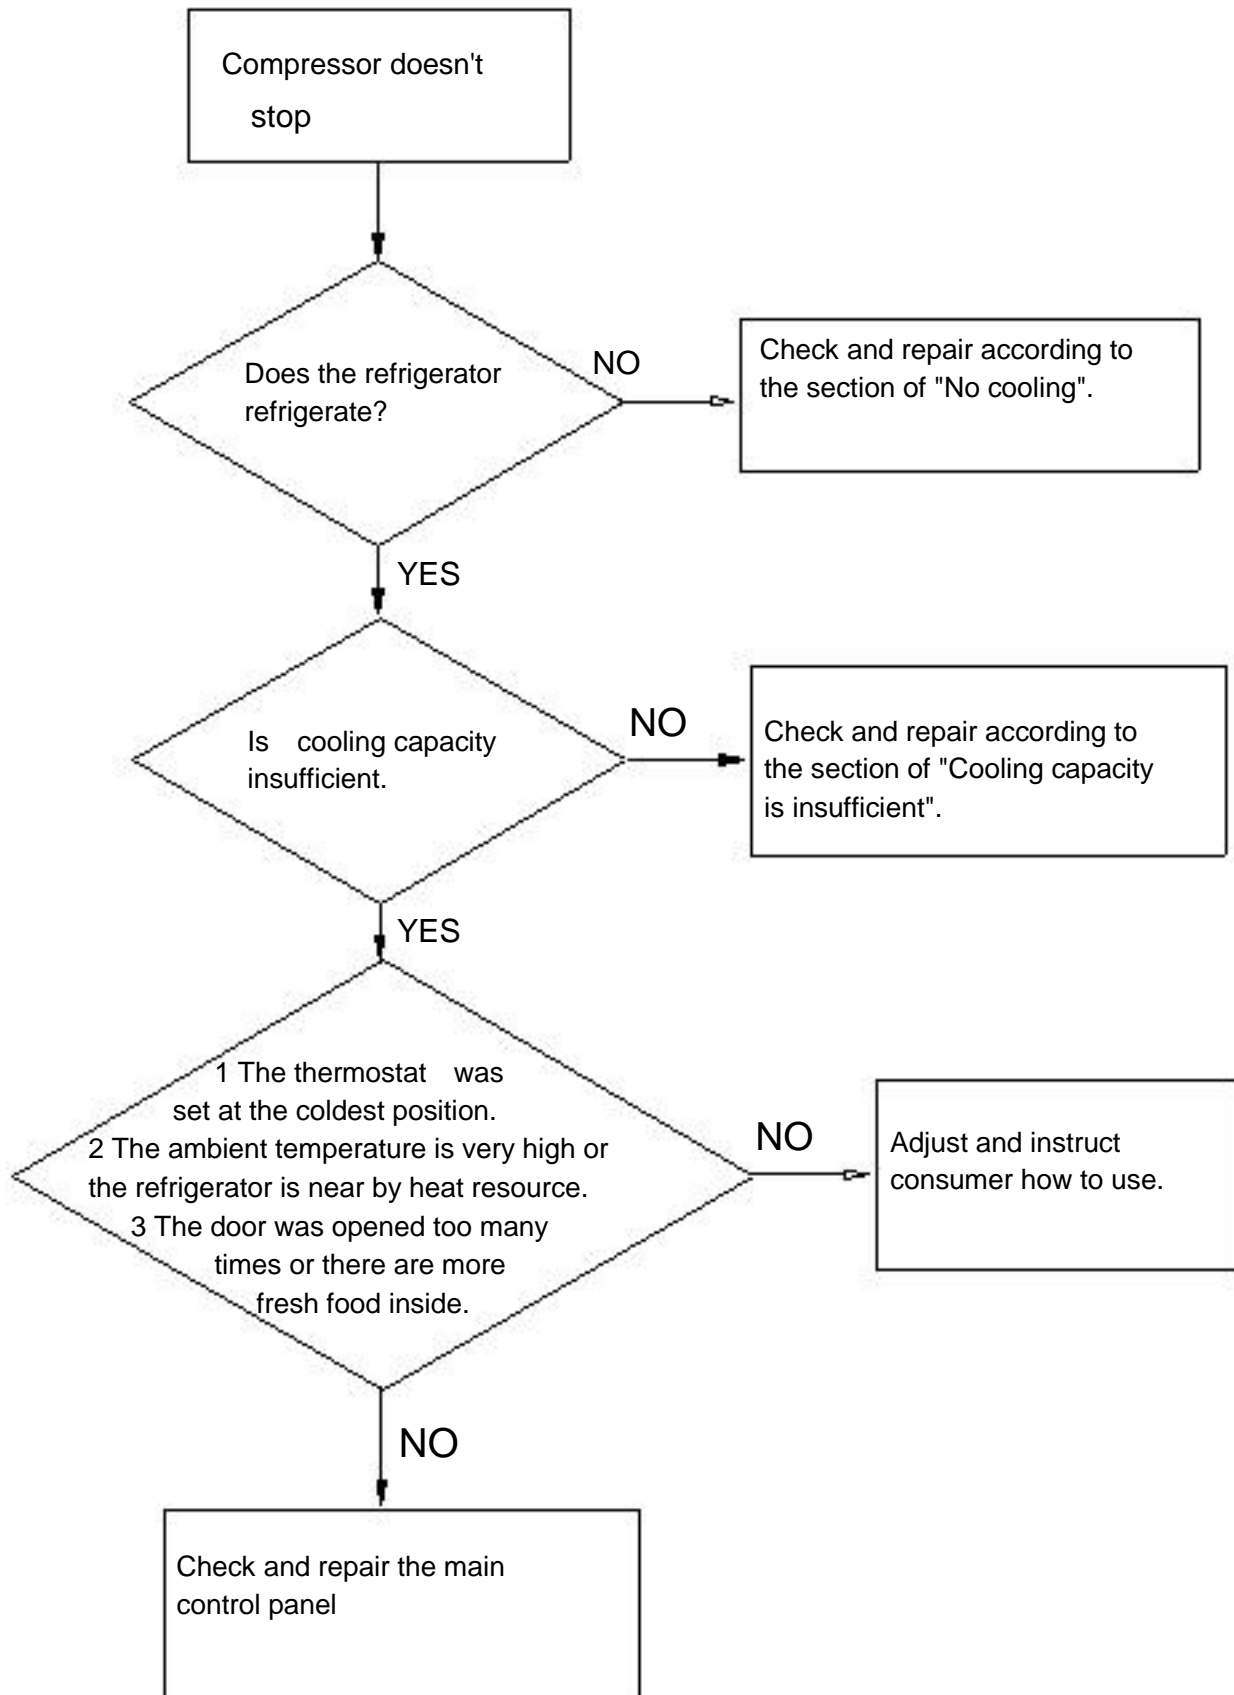 Compressor doesn't
stop
Does the refrigerator
refrigerate?
NO
Check and repair according to
the section of "No cooling".
YES
Is cooling capacity
insufficient.
NO
Check and repair according to
the section of "Cooling capacity
is insufficient".
YES
1 The thermostat was
set at the coldest position.
2 The ambient temperature is very high or
the refrigerator is near by heat resource.
3 The door was opened too many
times or there are more
fresh food inside.
NO
Adjust and instruct
consumer how to use.
NO
Check and repair the main
control panel